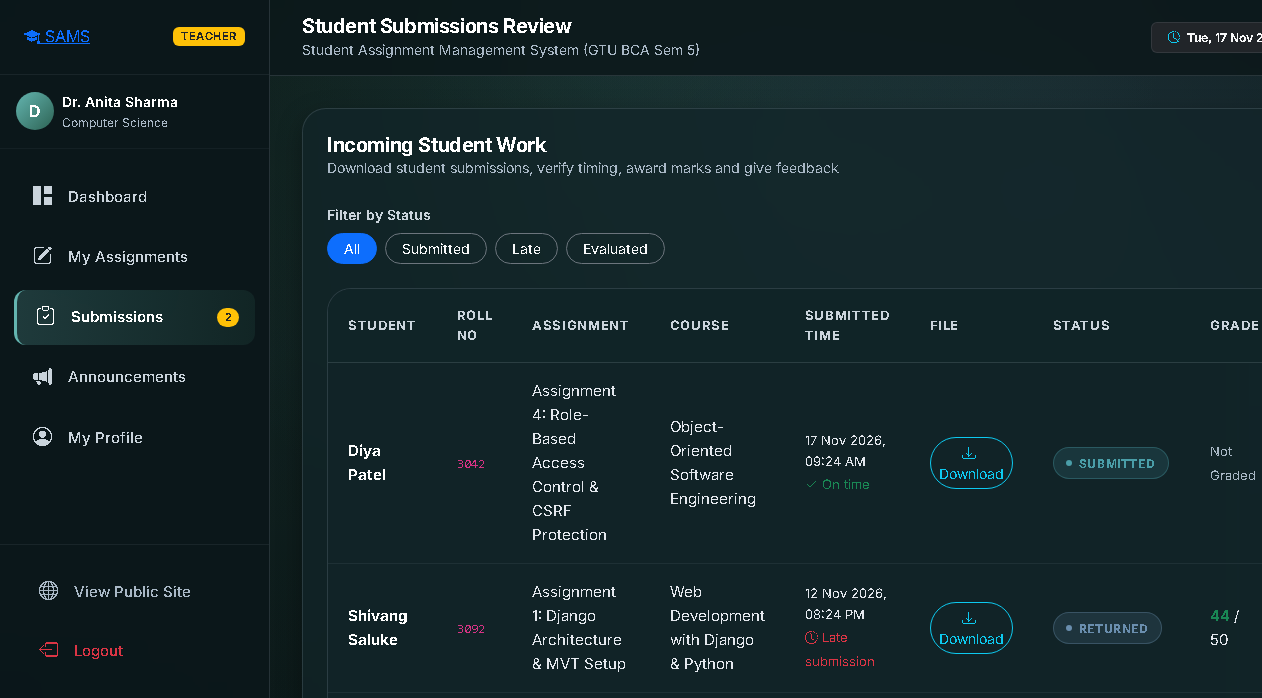 SAMS
TEACHER
Dr. Anita Sharma
Computer Science
D
Dashboard
My Assignments
Submissions
2
Announcements
My Profile
View Public Site
Logout
Student Submissions Review
Student Assignment Management System (GTU BCA Sem 5)
Tue, 17 Nov 2
Incoming Student Work
Download student submissions, verify timing, award marks and give feedback
Filter by Status
All
Submitted
Late
Evaluated
STUDENT
ROLL
NO
ASSIGNMENT
COURSE
SUBMITTED
TIME
FILE
STATUS
GRADE
Diya
Patel
3042
Assignment
4: Role-
Based
Access
Control &
CSRF
Protection
Object-
Oriented
Software
Engineering
17 Nov 2026,
09:24 AM
On time
Download
SUBMITTED
Not
Graded
Shivang
Saluke
3092
Assignment
1: Django
Architecture
& MVT Setup
Web
Development
with Django
& Python
12 Nov 2026,
08:24 PM
Late
submission
Download
RETURNED
44 /
50